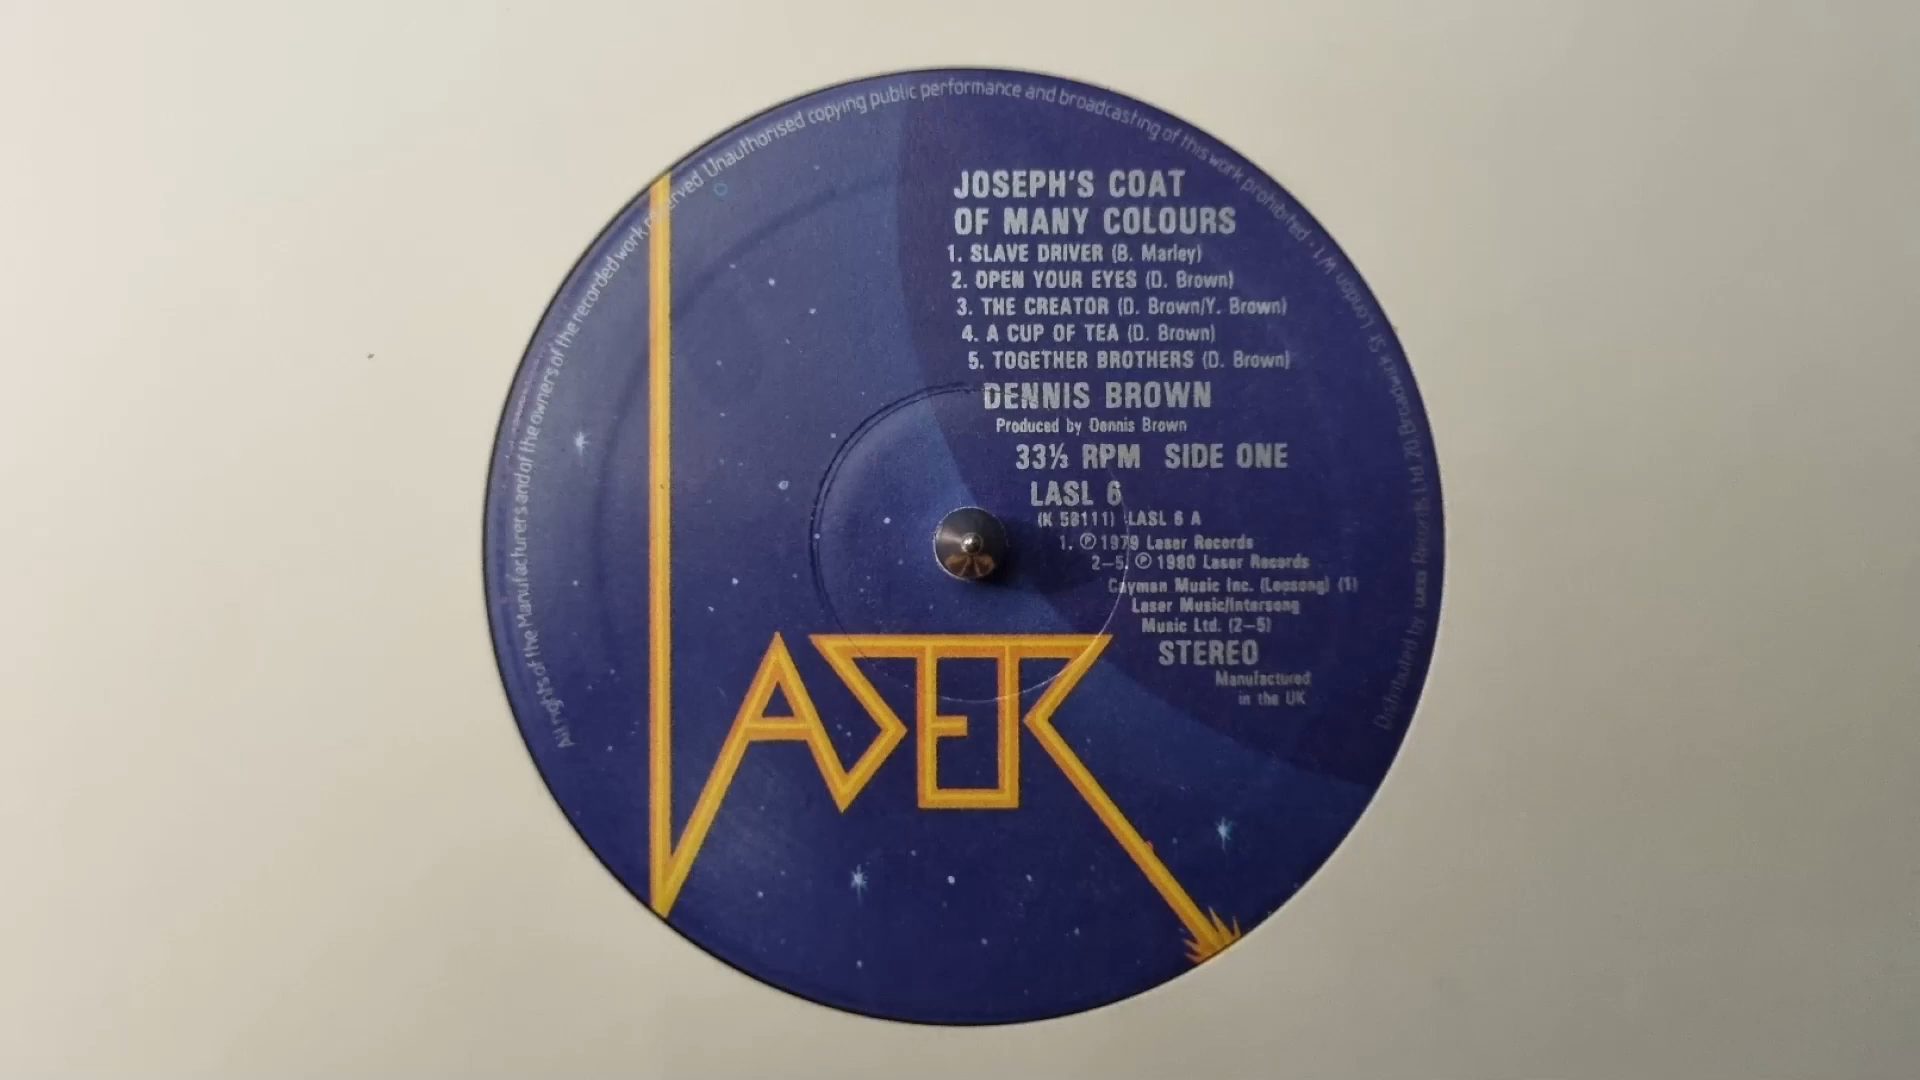 All rights of the Manufacturers and of the owners of the recorded work reserved Unauthorised copying public performance and broadcasting of this work prohibited • Distributed by wea Records Ltd 20 Broadwick St London W1
JOSEPH'S COAT
OF MANY COLOURS
1. SLAVE DRIVER (B. Marley)
2. OPEN YOUR EYES (D. Brown)
3. THE CREATOR (D. Brown/Y. Brown)
4. A CUP OF TEA (D. Brown)
5. TOGETHER BROTHERS (D. Brown)
DENNIS BROWN
Produced by Dennis Brown
33⅓ RPM SIDE ONE
LASL 6
(K 58111) LASL 6 A
1. ℗ 1979 Laser Records
2–5. ℗ 1980 Laser Records
Cayman Music Inc. (Leosong) (1)
Laser Music/Intersong
Music Ltd. (2–5)
STEREO
Manufactured
in the UK
LASER